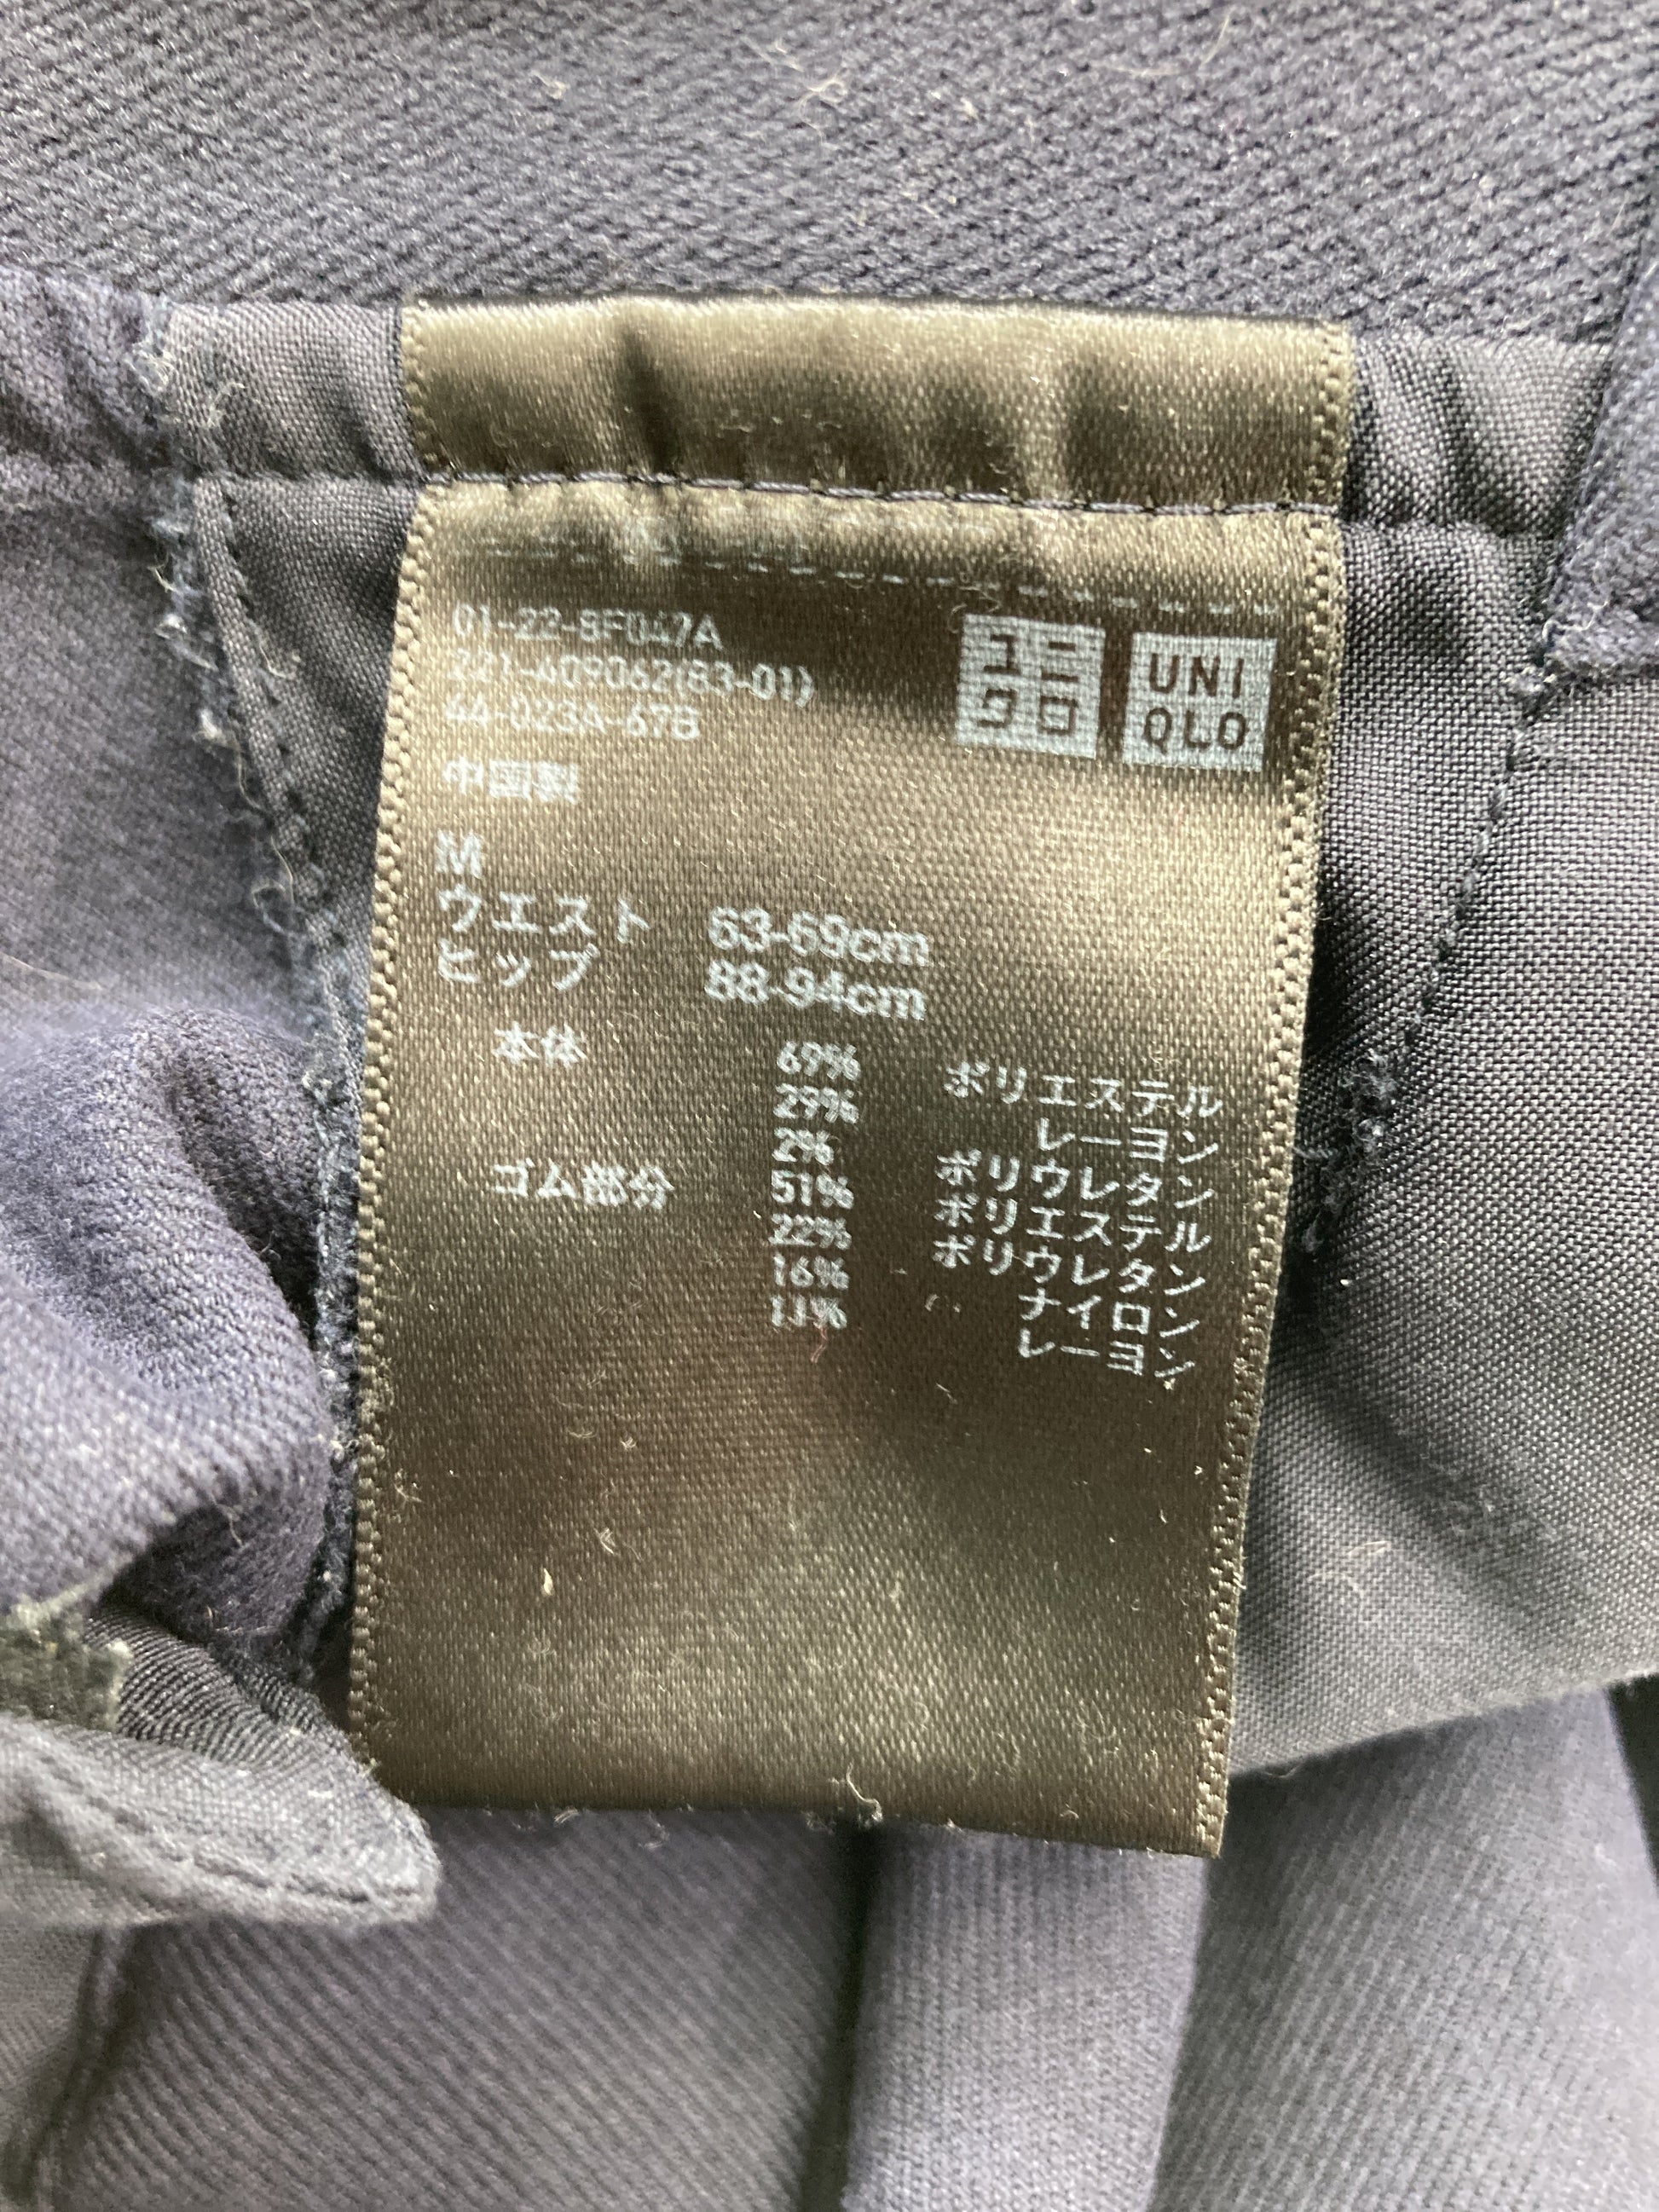 01-22-8F047A
221-409062(83-01)
44-023A-67B
ユニ
クロ
UNI
QLO
中国製
M
ウエスト 63-69cm
ヒップ 88-94cm
本体 69% ポリエステル
29% レーヨン
2% ポリウレタン
ゴム部分 51% ポリエステル
22% ポリウレタン
16% ナイロン
11% レーヨン